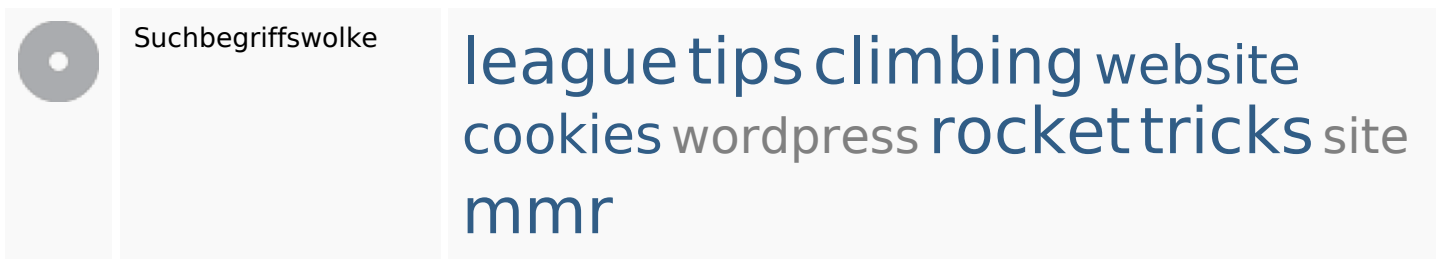 Suchbegriffswolke
league tips climbing website
cookies wordpress rocket tricks site
mmr